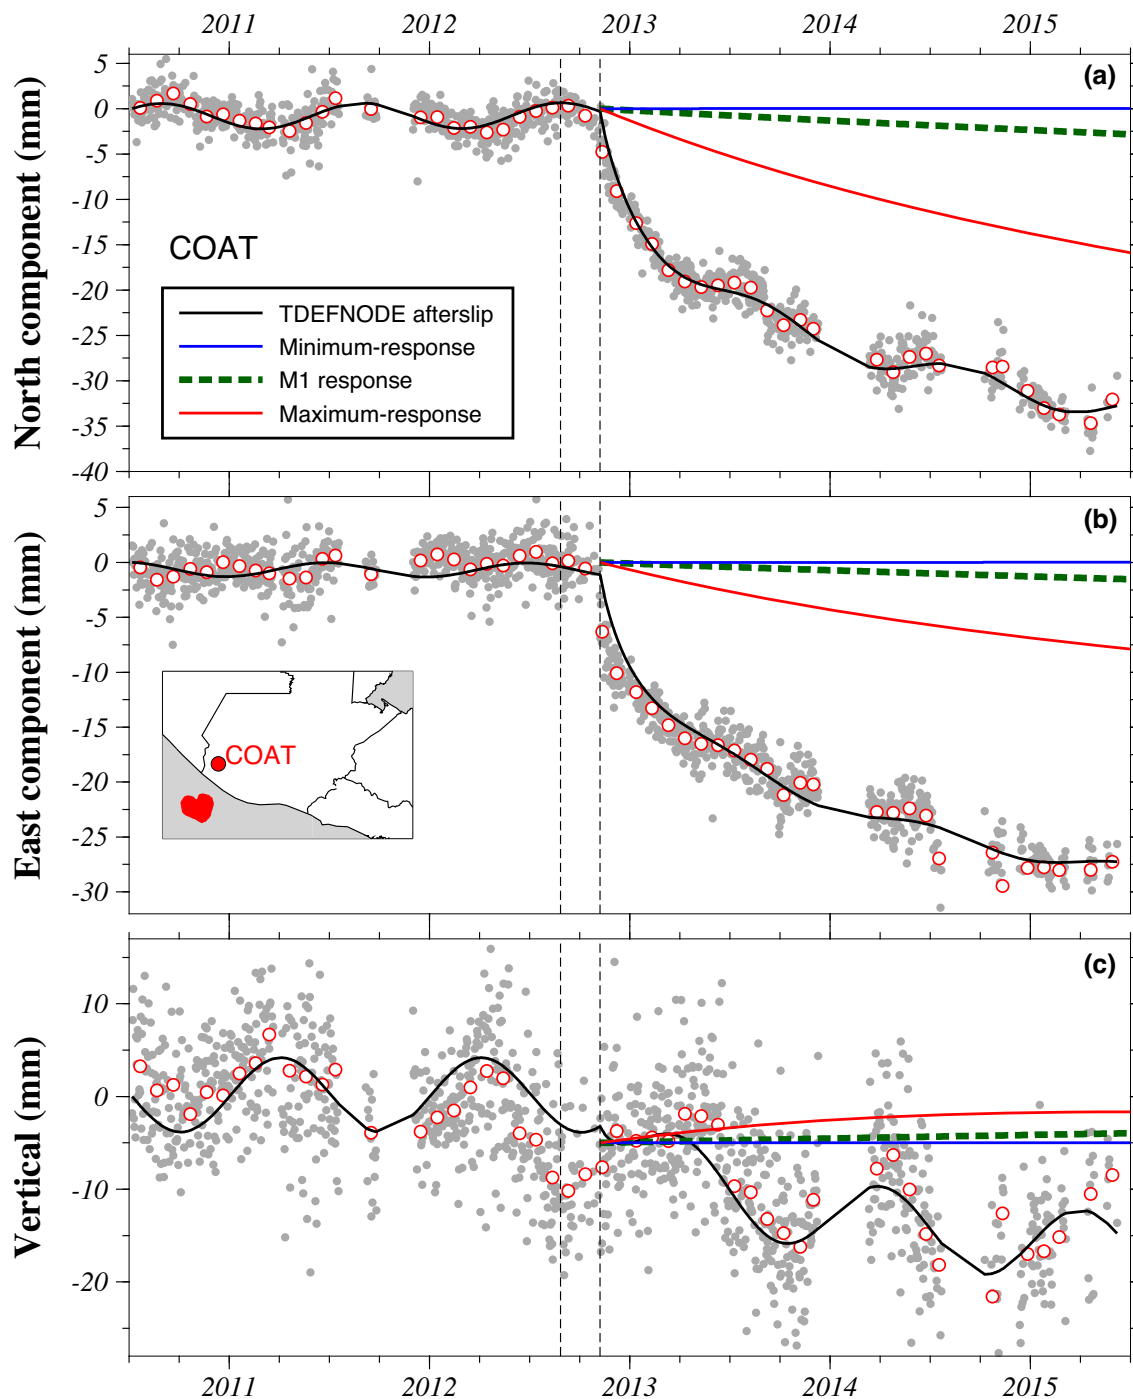 2011 2012 2013 2014 2015
North component (mm)
5
0
-5
-10
-15
-20
-25
-30
-35
-40
(a)
COAT
TDEFNODE afterslip
Minimum-response
M1 response
Maximum-response
East component (mm)
5
0
-5
-10
-15
-20
-25
-30
(b)
COAT
Vertical (mm)
10
0
-10
-20
(c)
2011 2012 2013 2014 2015